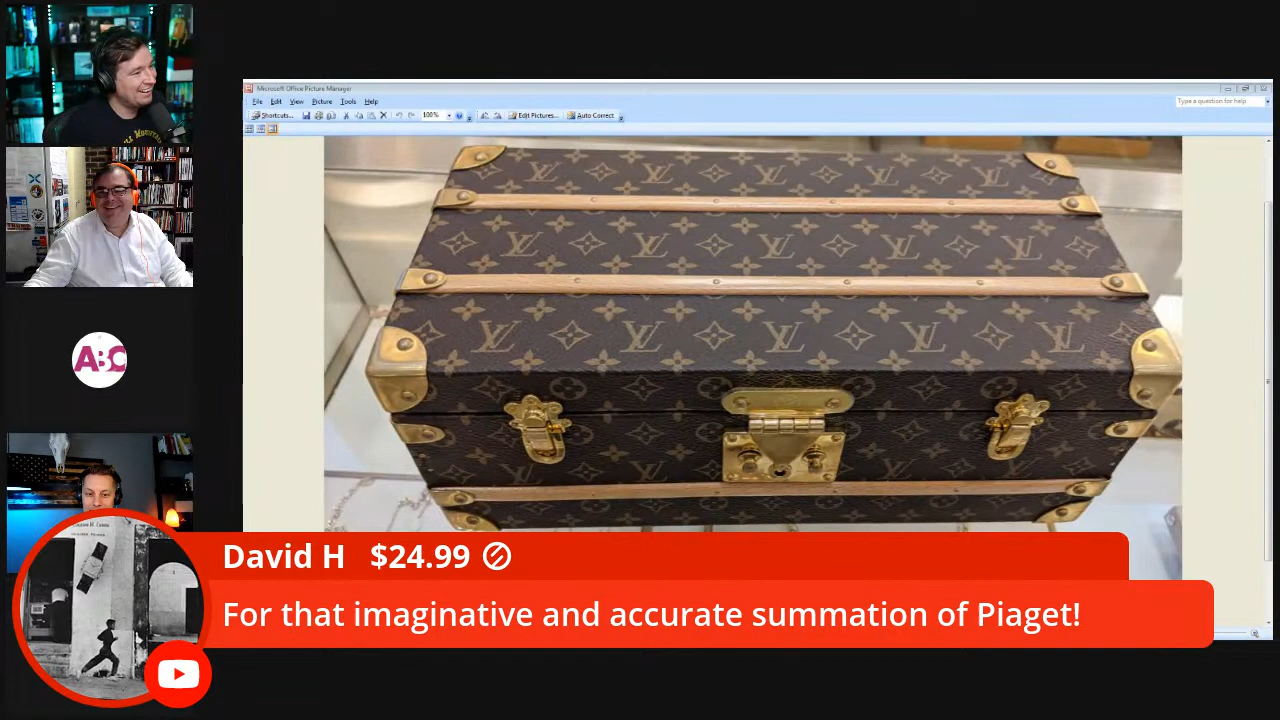 Microsoft Office Picture Manager
File Edit View Picture Tools Help
Type a question for help
Shortcuts... 100% Edit Pictures... Auto Correct
ABC
David H $24.99
For that imaginative and accurate summation of Piaget!